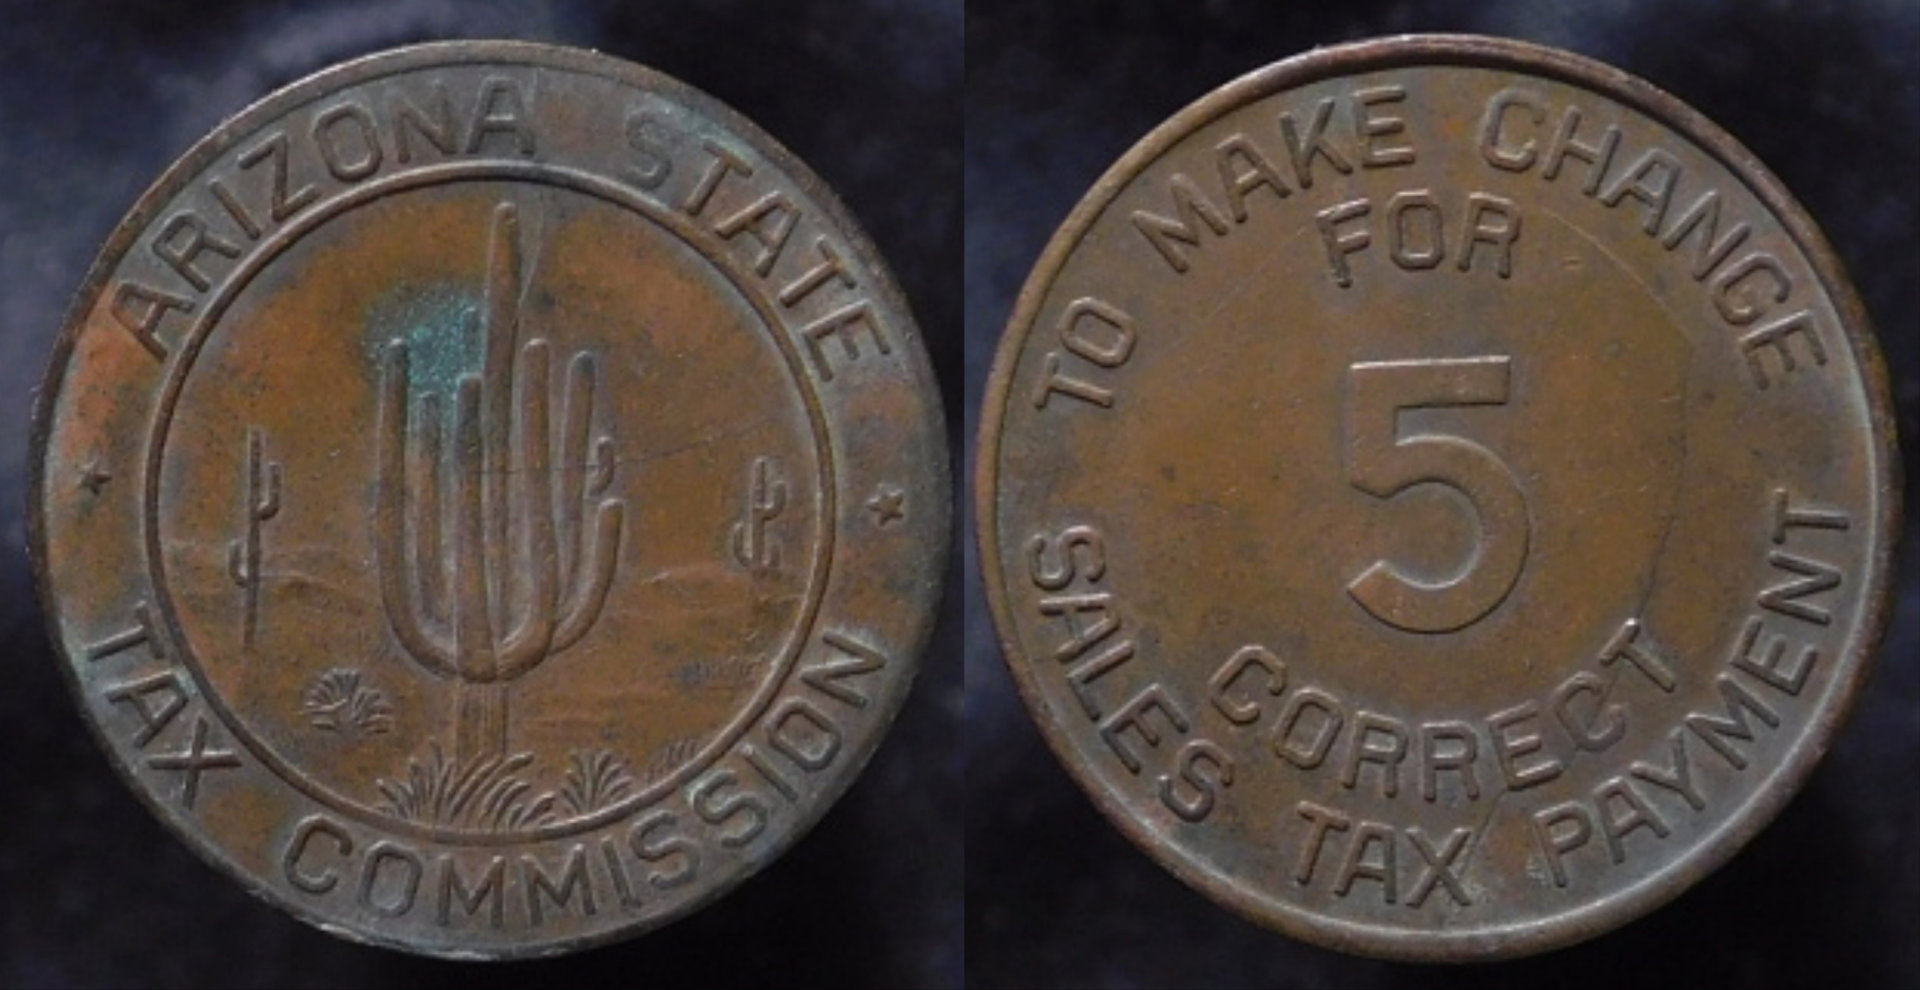 ARIZONA STATE
TAX COMMISSION
TO MAKE CHANGE
FOR
5
CORRECT
SALES TAX PAYMENT